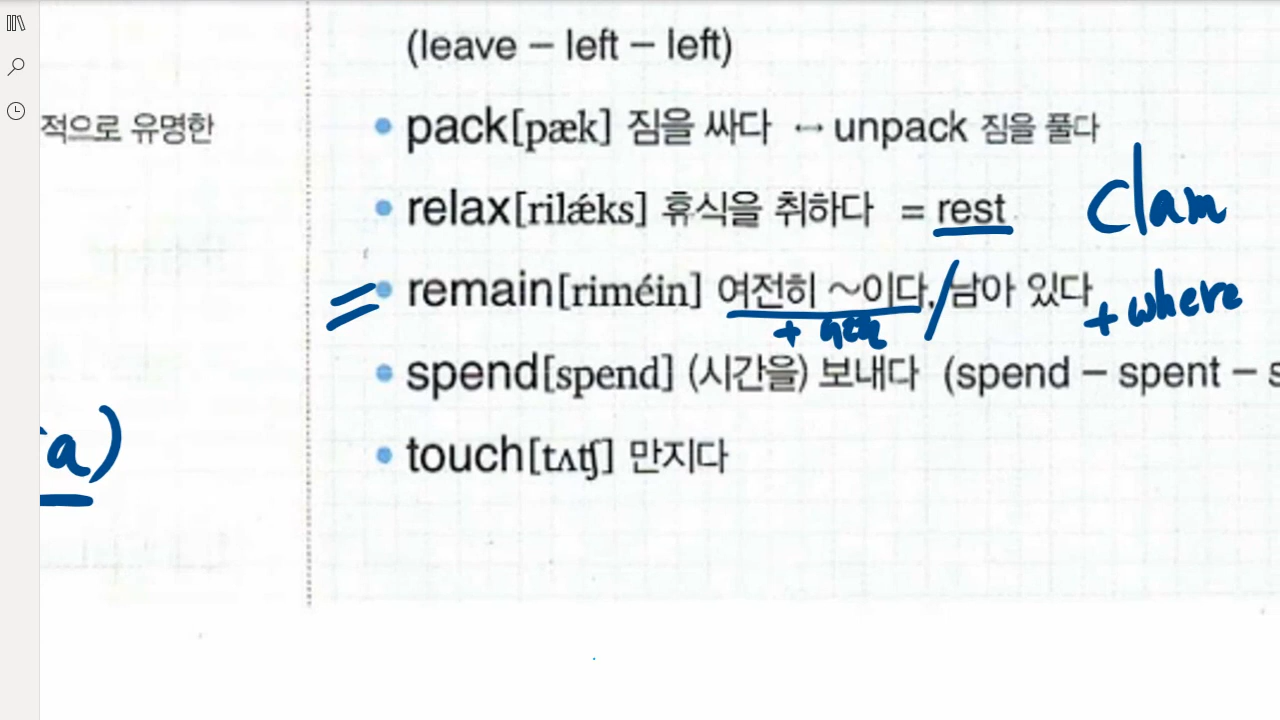 (leave – left – left)
적으로 유명한
pack[pæk] 짐을 싸다 ↔ unpack 짐을 풀다
relax[rilǽks] 휴식을 취하다 = rest clam
= remain[riméin] 여전히 ~이다, / 남아 있다 + where
+
spend[spend] (시간을) 보내다 (spend – spent – s
a)
touch[tʌtʃ] 만지다